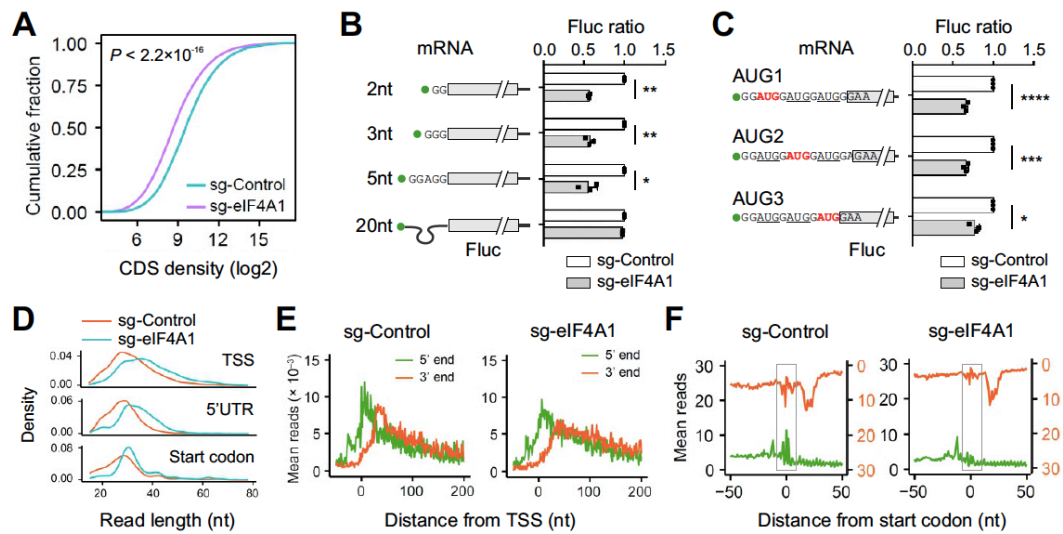 A
P < 2.2×10-16
Cumulative fraction
1.00
0.75
0.50
0.25
0.00
sg-Control
sg-eIF4A1
6
9
12
15
CDS density (log2)
B
Fluc ratio
mRNA
0.0
0.5
1.0
1.5
2nt
GG
**
3nt
GGG
**
5nt
GGAGG
*
20nt
Fluc
sg-Control
sg-eIF4A1
C
Fluc ratio
mRNA
0.0
0.5
1.0
1.5
AUG1
GGAUGGAUGGAUGGAA
****
AUG2
GGAUGGAUGGAUGGAA
***
AUG3
GGAUGGAUGGAUGGAA
*
Fluc
sg-Control
sg-eIF4A1
D
sg-Control
sg-eIF4A1
Density
0.04
0.00
TSS
0.06
0.00
5'UTR
0.08
0.00
Start codon
20
40
60
80
Read length (nt)
E
sg-Control
sg-eIF4A1
Mean reads (× 10-3)
15
10
5
0
5' end
3' end
0
100
200
15
10
5
0
5' end
3' end
0
100
200
Distance from TSS (nt)
F
sg-Control
sg-eIF4A1
Mean reads
30
20
10
0
0
10
20
30
−50
0
50
30
20
10
0
0
10
20
30
−50
0
50
Distance from start codon (nt)